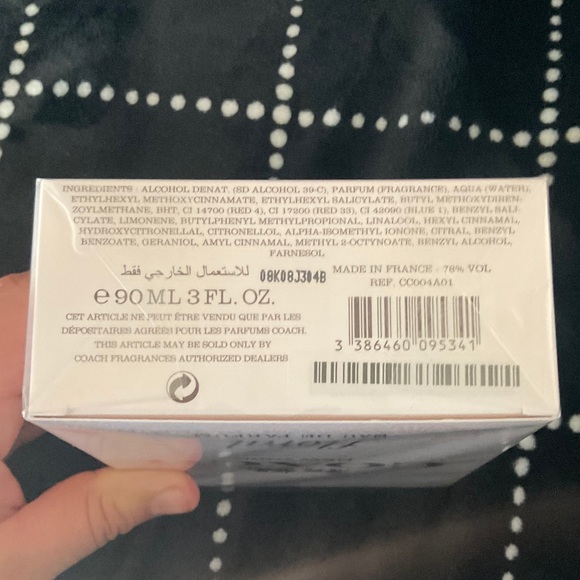 INGREDIENTS : ALCOHOL DENAT. (SD ALCOHOL 39-C), PARFUM (FRAGRANCE), AQUA (WATER),
ETHYLHEXYL METHOXYCINNAMATE, ETHYLHEXYL SALICYLATE, BUTYL METHOXYDIBEN-
ZOYLMETHANE, BHT, CI 14700 (RED 4), CI 17200 (RED 33), CI 42090 (BLUE 1), BENZYL SALI-
CYLATE, LIMONENE, BUTYLPHENYL METHYLPROPIONAL, LINALOOL, HEXYL CINNAMAL,
HYDROXYCITRONELLAL, CITRONELLOL, ALPHA-ISOMETHYL IONONE, CITRAL, BENZYL
BENZOATE, GERANIOL, AMYL CINNAMAL, METHYL 2-OCTYNOATE, BENZYL ALCOHOL,
FARNESOL
للاستعمال الخارجي فقط 08K08J304B
MADE IN FRANCE : 78% VOL
REF. CC004A01
℮ 90 ML 3 FL. OZ.
CET ARTICLE NE PEUT ÊTRE VENDU QUE PAR LES
DÉPOSITAIRES AGRÉÉS POUR LES PARFUMS COACH.
THIS ARTICLE MAY BE SOLD ONLY BY
COACH FRAGRANCES AUTHORIZED DEALERS
3 386460 095341
EAU DE PARFUM